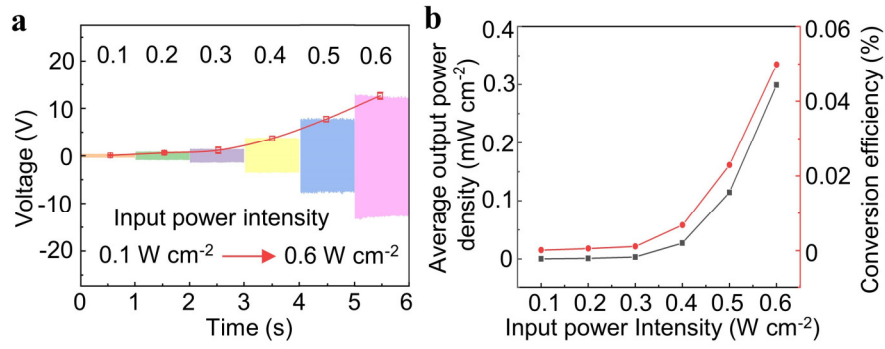 a
0.1 0.2 0.3 0.4 0.5 0.6
20
10
0
-10
-20
Voltage (V)
Input power intensity
0.1 W cm-2 0.6 W cm-2
0 1 2 3 4 5 6
Time (s)
b
0.4
0.3
0.2
0.1
0
Average output power
density (mW cm-2)
0.06
0.04
0.02
0
Conversion efficiency (%)
0.1 0.2 0.3 0.4 0.5 0.6
Input power Intensity (W cm-2)